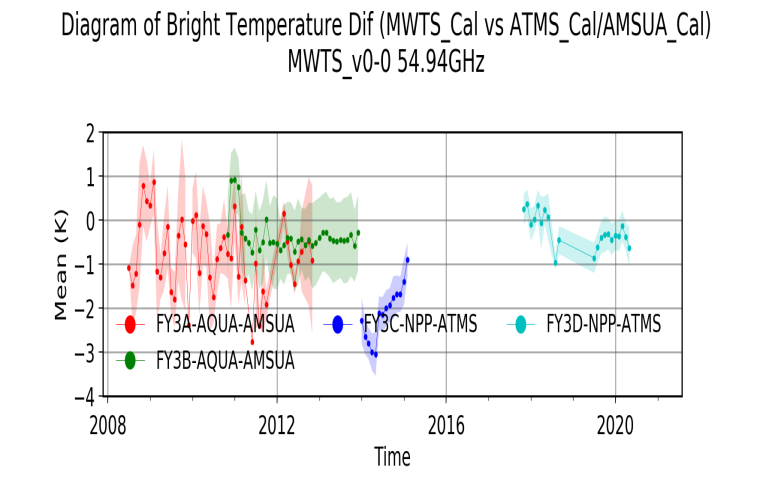 Diagram of Bright Temperature Dif (MWTS_Cal vs ATMS_Cal/AMSUA_Cal)
MWTS_v0-0 54.94GHz
2
1
0
−1
−2
−3
−4
Mean (K)
FY3A-AQUA-AMSUA
FY3C-NPP-ATMS
FY3D-NPP-ATMS
FY3B-AQUA-AMSUA
2008
2012
2016
2020
Time